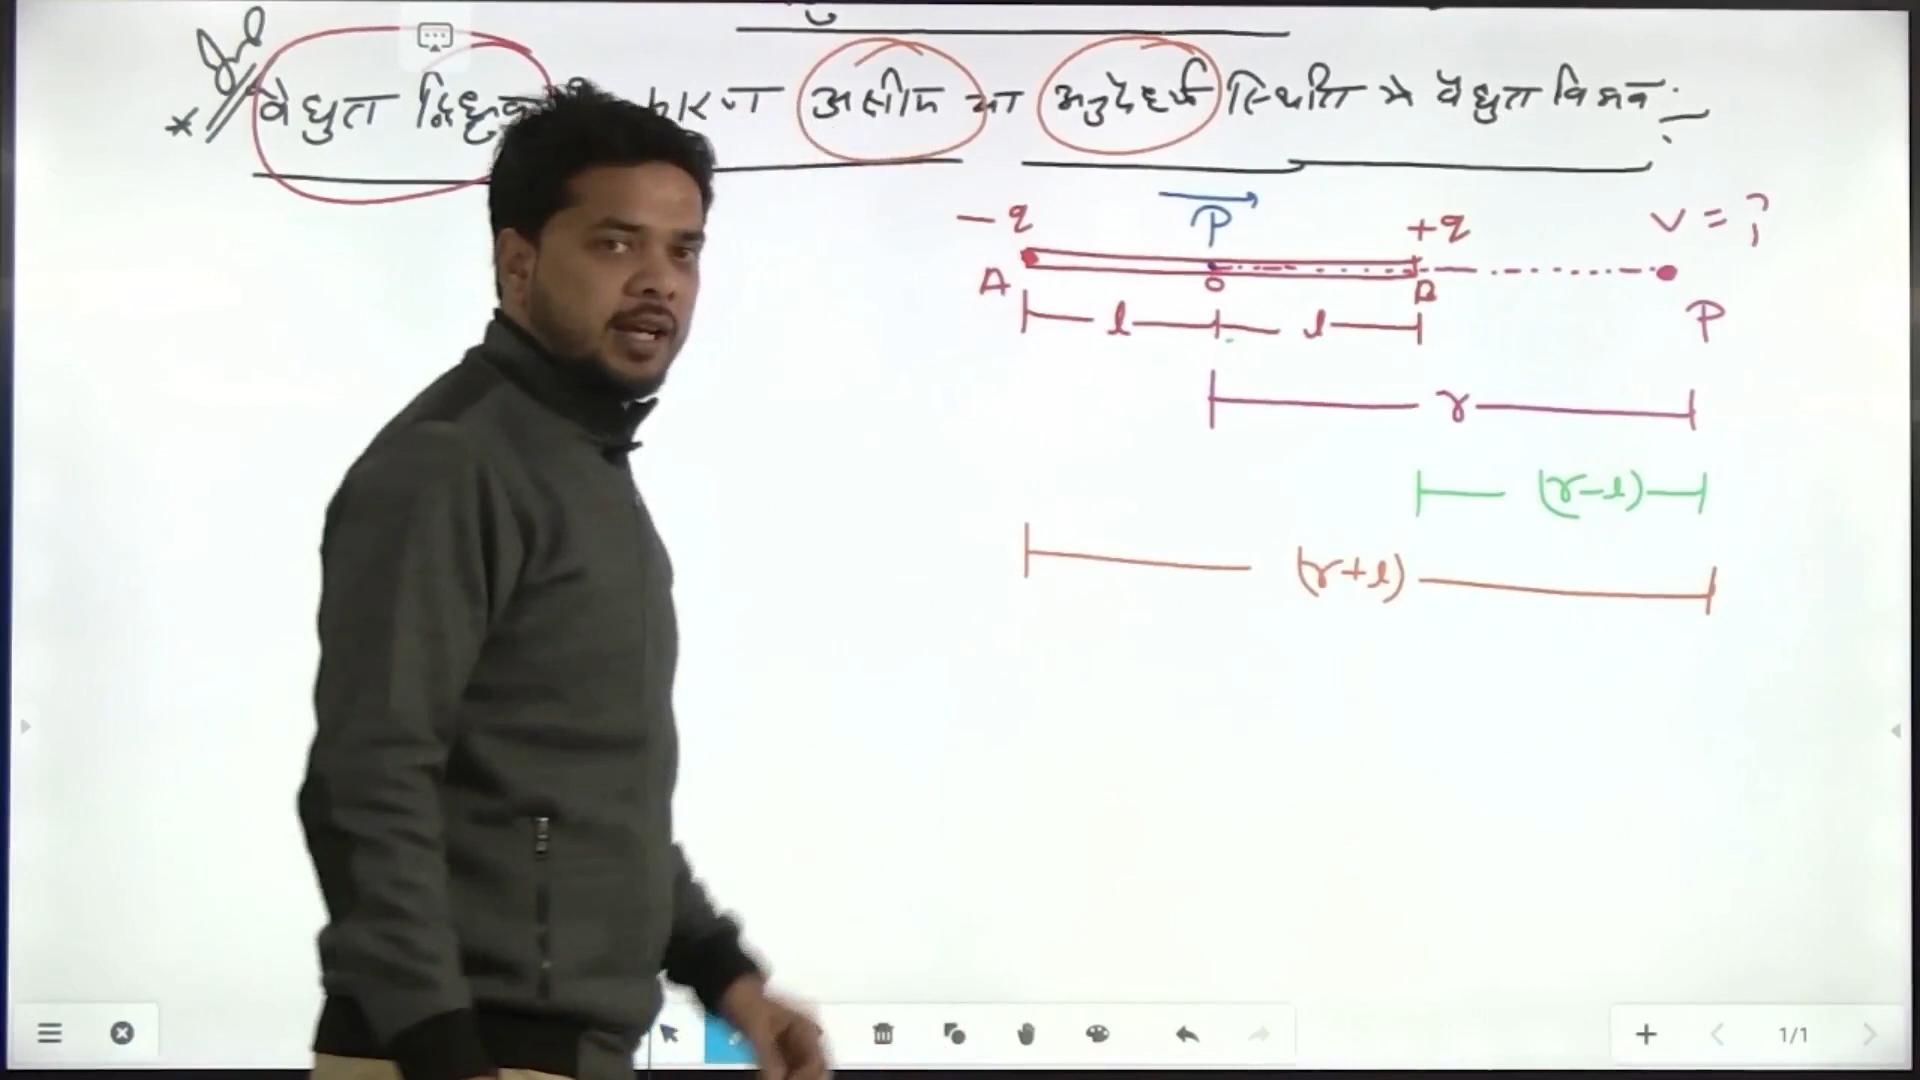 वैद्युत द्विध्रुव कारण अक्षीय या अनुदैर्ध्य स्थिति मे वैद्युत विभव:
-q P +q V = ?
A O B P
l l
r
(r-l)
(r+l)
1/1